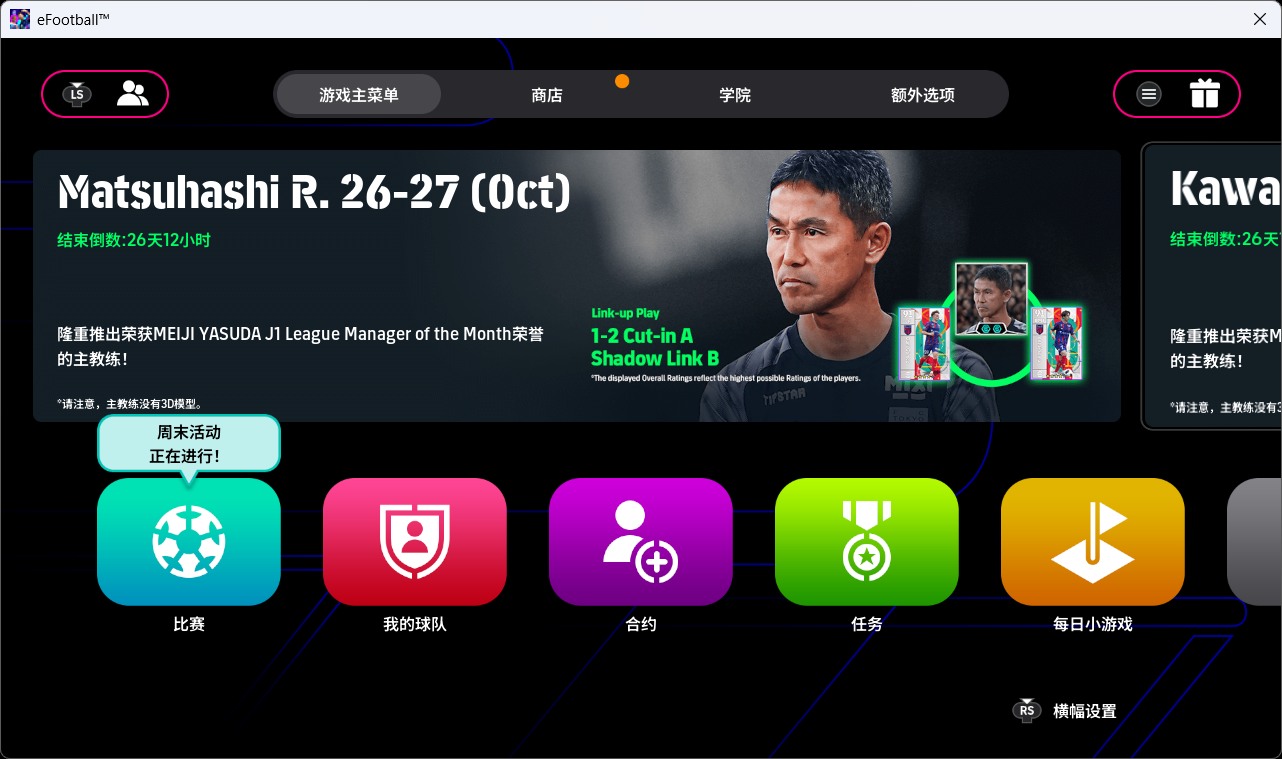 eFootball™
LS
游戏主菜单
商店
学院
额外选项
Matsuhashi R. 26-27 (Oct)
结束倒数:26天12小时
隆重推出荣获MEIJI YASUDA J1 League Manager of the Month荣誉
的主教练!
*请注意，主教练没有3D模型。
Link-up Play
1-2 Cut-in A
Shadow Link B
*The displayed Overall Ratings reflect the highest possible Ratings of the players.
TIPSTAR
MIXI
TOKYO
Kawa
结束倒数:26天
隆重推出荣获M
的主教练!
*请注意，主教练没有3
周末活动
正在进行!
比赛
我的球队
合约
任务
每日小游戏
RS
横幅设置